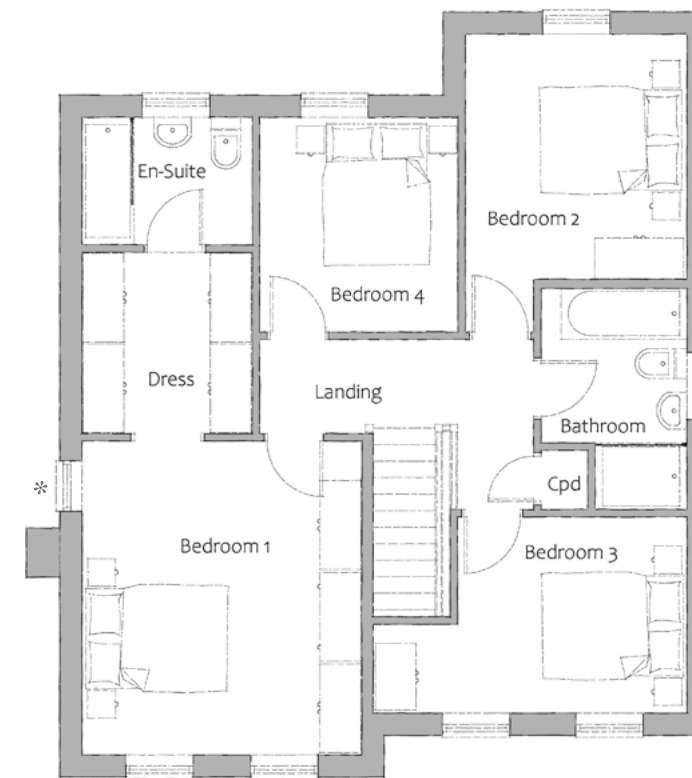 En-Suite
Bedroom 2
Bedroom 4
Dress
Landing
Bathroom
*
Cpd
Bedroom 1
Bedroom 3